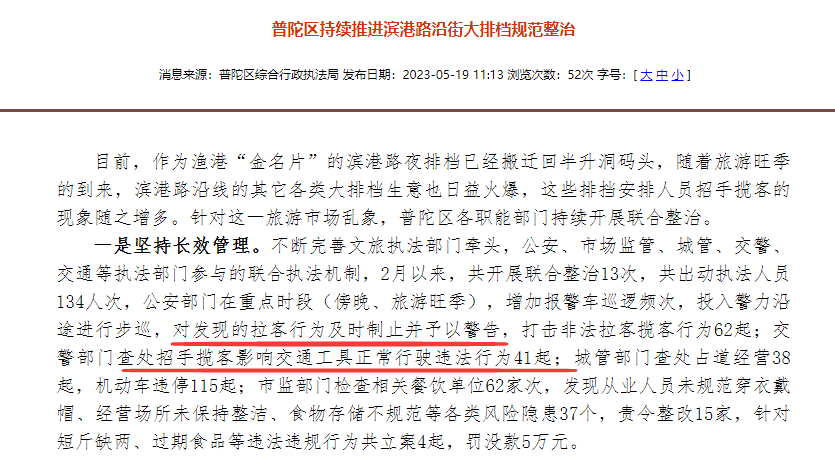 普陀区持续推进滨港路沿街大排档规范整治
消息来源：普陀区综合行政执法局 发布日期：2023-05-19 11:13 浏览次数：52次 字号：[ 大 中 小 ]
目前，作为渔港“金名片”的滨港路夜排档已经搬迁回半升洞码头，随着旅游旺季
的到来，滨港路沿线的其它各类大排档生意也日益火爆，这些排挡安排人员招手揽客的
现象随之增多。针对这一旅游市场乱象，普陀区各职能部门持续开展联合整治。
一是坚持长效管理。不断完善文旅执法部门牵头，公安、市场监管、城管、交警、
交通等执法部门参与的联合执法机制，2月以来，共开展联合整治13次，共出动执法人员
134人次，公安部门在重点时段（傍晚、旅游旺季），增加报警车巡逻频次，投入警力沿
途进行步巡，对发现的拉客行为及时制止并予以警告，打击非法拉客揽客行为62起；交
警部门查处招手揽客影响交通工具正常行驶违法行为41起；城管部门查处占道经营38
起，机动车违停115起；市监部门检查相关餐饮单位62家次，发现从业人员未规范穿衣戴
帽、经营场所未保持整洁、食物存储不规范等各类风险隐患37个，责令整改15家，针对
短斤缺两、过期食品等违法违规行为共立案4起，罚没款5万元。